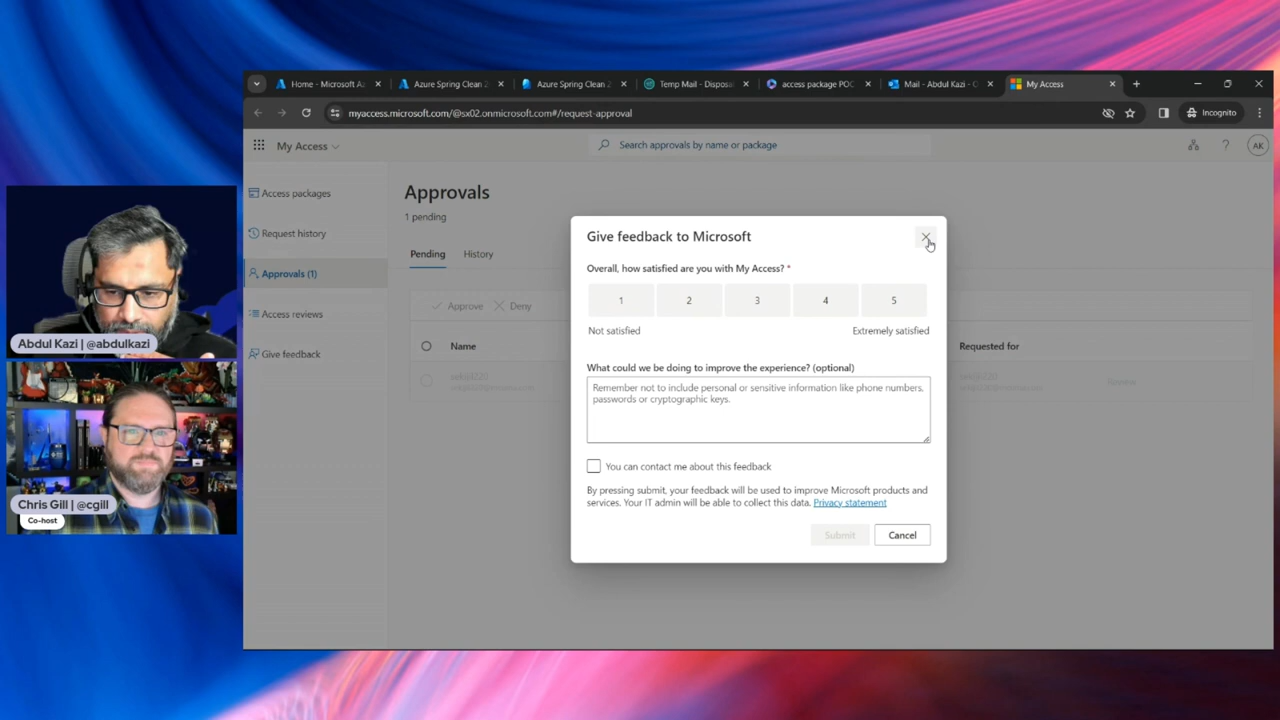 Home - Microsoft Az
Azure Spring Clean 2
Azure Spring Clean 2
Temp Mail - Disposa
access package POC
Mail - Abdul Kazi - O
My Access
myaccess.microsoft.com/@sx02.onmicrosoft.com#/request-approval
Incognito
My Access
Search approvals by name or package
?
AK
Access packages
Request history
Approvals (1)
Access reviews
Give feedback
Approvals
1 pending
Pending
History
Approve
Deny
Name
Requested for
Review
Give feedback to Microsoft
Overall, how satisfied are you with My Access? *
1 2 3 4 5
Not satisfied
Extremely satisfied
What could we be doing to improve the experience? (optional)
Remember not to include personal or sensitive information like phone numbers,
passwords or cryptographic keys.
You can contact me about this feedback
By pressing submit, your feedback will be used to improve Microsoft products and
services. Your IT admin will be able to collect this data. Privacy statement
Submit
Cancel
Abdul Kazi | @abdulkazi
Chris Gill | @cgill
Co-host